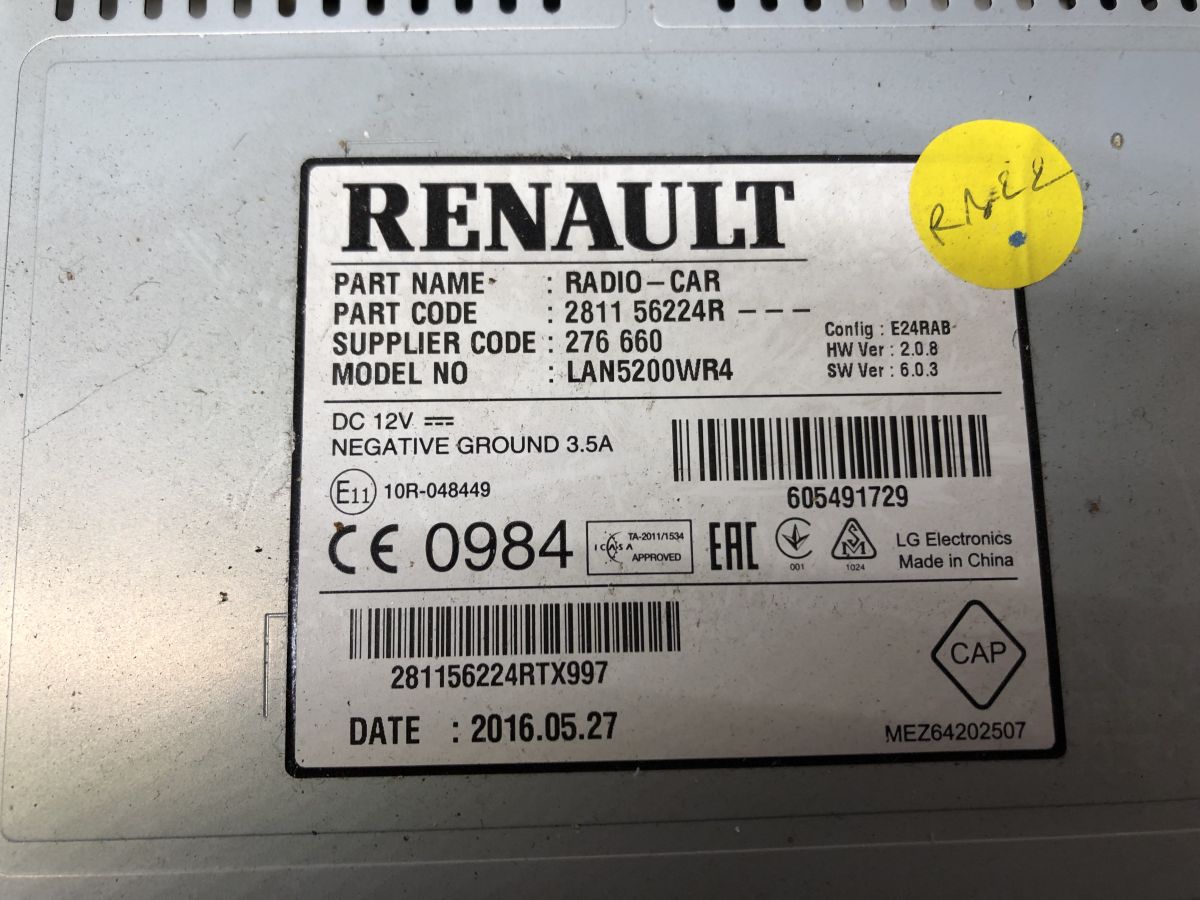 RENAULT
PART NAME : RADIO-CAR
PART CODE : 2811 56224R ---
SUPPLIER CODE : 276 660
MODEL NO : LAN5200WR4
Config : E24RAB
HW Ver : 2.0.8
SW Ver : 6.0.3
DC 12V
NEGATIVE GROUND 3.5A
605491729
E11 10R-048449
CE 0984
ICASA
TA-2011/1534
APPROVED
EAC
001
1024
LG Electronics
Made in China
281156224RTX997
CAP
DATE : 2016.05.27
MEZ64202507